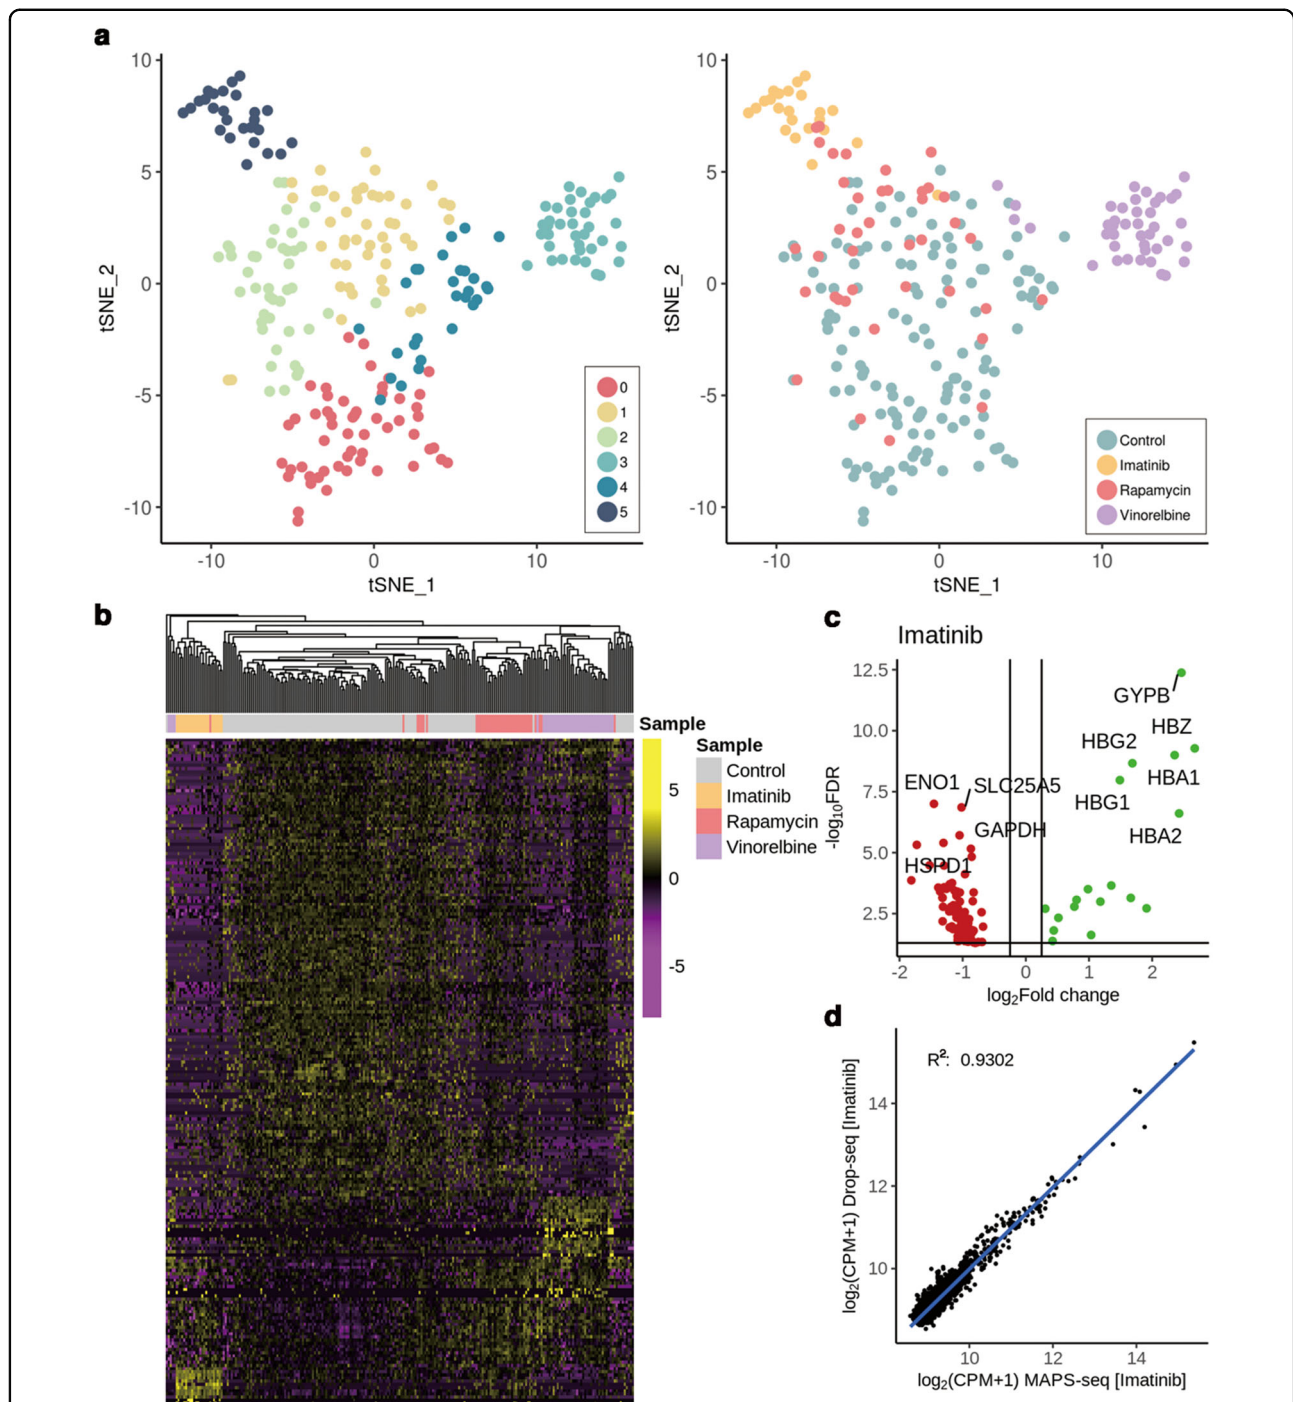 a
10
5
0
-5
-10
tSNE_2
-10 0 10
tSNE_1
0
1
2
3
4
5
10
5
0
-5
-10
tSNE_2
-10 0 10
tSNE_1
Control
Imatinib
Rapamycin
Vinorelbine
b
Sample
5
0
-5
Sample
Control
Imatinib
Rapamycin
Vinorelbine
c
Imatinib
12.5
10.0
7.5
5.0
2.5
-log₁₀FDR
GYPB
HBZ
HBG2
HBA1
HBG1
HBA2
ENO1
SLC25A5
GAPDH
HSPD1
-2 -1 0 1 2
log₂Fold change
d
R²: 0.9302
14
12
10
log₂(CPM+1) Drop-seq [Imatinib]
10 12 14
log₂(CPM+1) MAPS-seq [Imatinib]